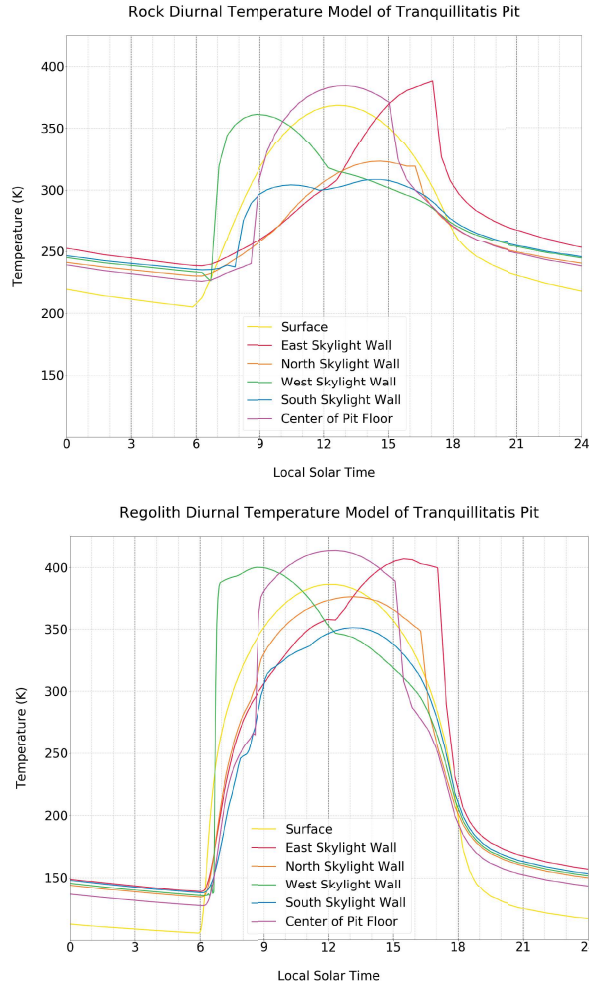 Rock Diurnal Temperature Model of Tranquillitatis Pit
400
350
300
250
200
150
Temperature (K)
Surface
East Skylight Wall
North Skylight Wall
West Skylight Wall
South Skylight Wall
Center of Pit Floor
0 3 6 9 12 15 18 21 24
Local Solar Time
Regolith Diurnal Temperature Model of Tranquillitatis Pit
400
350
300
250
200
150
Temperature (K)
Surface
East Skylight Wall
North Skylight Wall
West Skylight Wall
South Skylight Wall
Center of Pit Floor
0 3 6 9 12 15 18 21
Local Solar Time